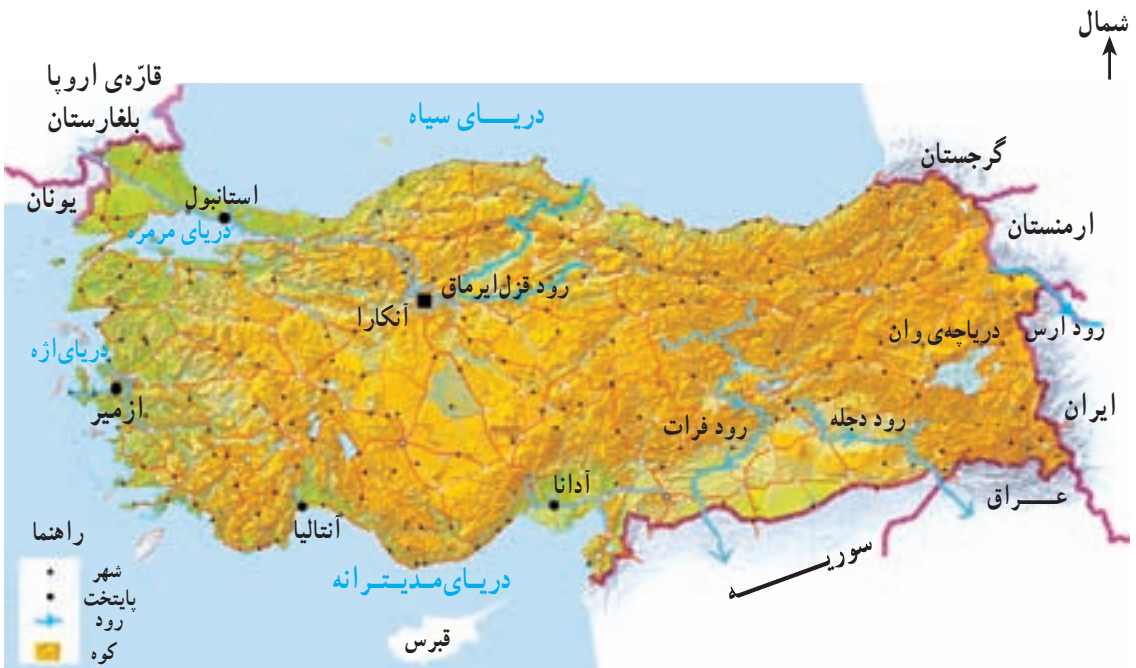 شمال
قارّه‌ی اروپا
بلغارستان
دریـــای سیاه
گرجستان
یونان
استانبول
دریای مرمره
ارمنستان
رود قزل‌ایرماق
آنکارا
رود ارس
دریاچه‌ی وان
دریای‌اژه
ازمیر
ایران
رود فرات
رود دجله
آدانا
عـــراق
آنتالیا
سوریـــــــه
دریـای‌مـدیـتـرانه
قبرس
راهنما
شهر
پایتخت
رود
کوه